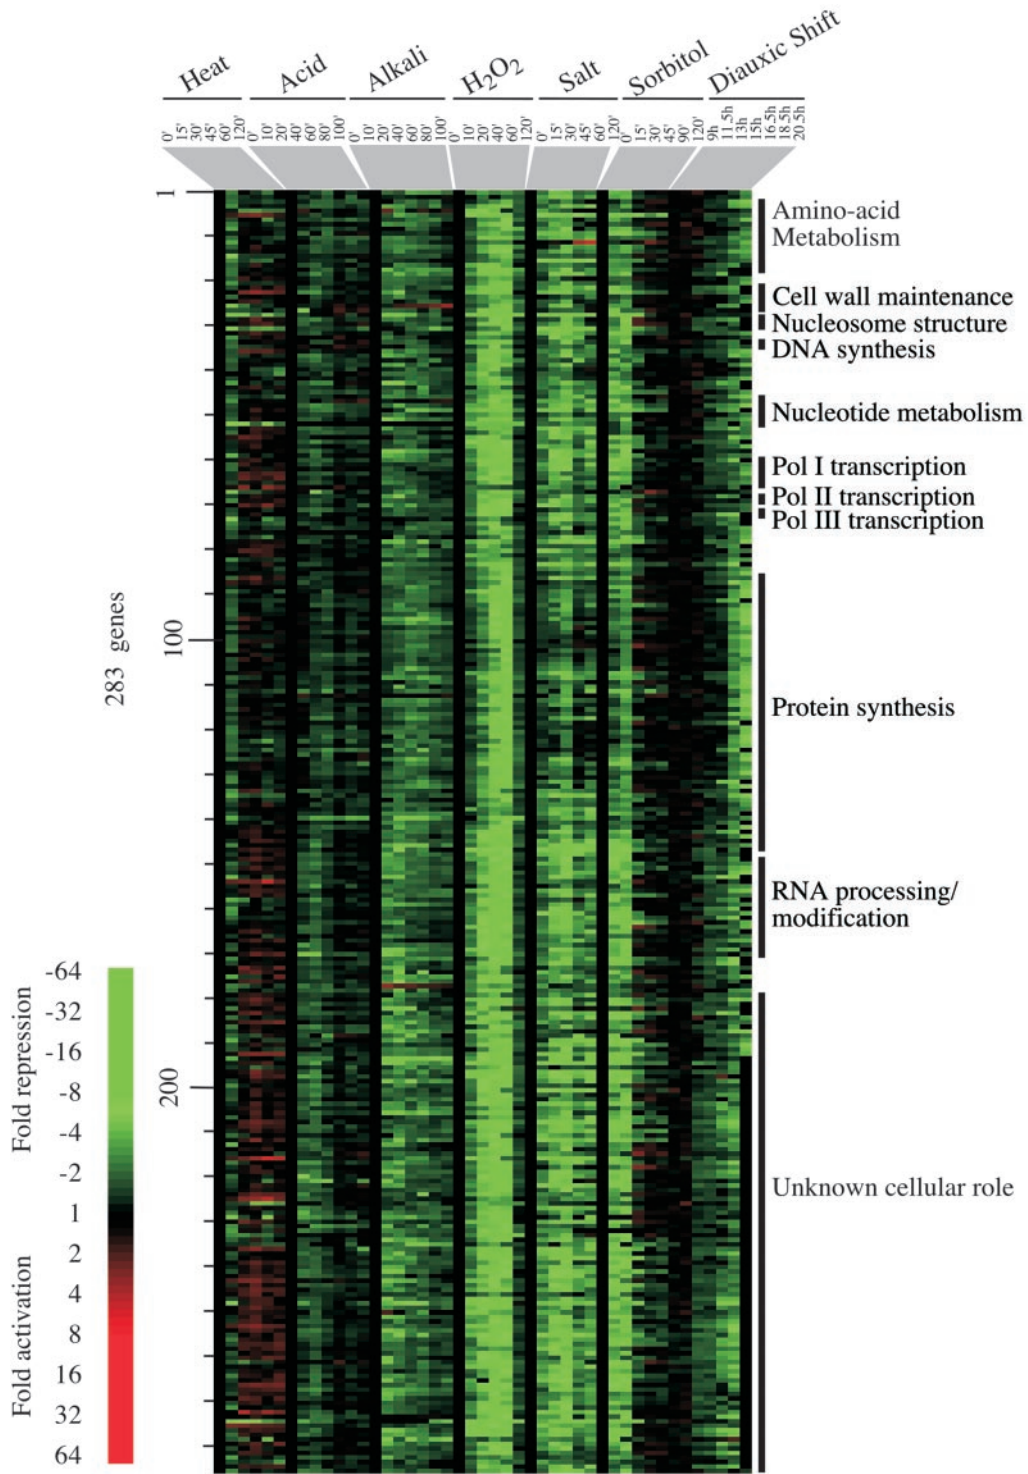 Heat Acid Alkali H2O2 Salt Sorbitol Diauxic Shift
0' 15' 30' 45' 60' 120' 0' 10' 20' 60' 80' 100' 0' 10' 20' 40' 60' 80' 100' 0' 10' 20' 40' 60' 120' 0' 15' 30' 45' 60' 120' 0' 15' 30' 45' 90' 120' 9h 11.5h 13h 15h 16.5h 18.5h 20.5h
1
Amino-acid
Metabolism
Cell wall maintenance
Nucleosome structure
DNA synthesis
Nucleotide metabolism
Pol I transcription
Pol II transcription
Pol III transcription
100
283 genes
Protein synthesis
RNA processing/
modification
200
Unknown cellular role
Fold repression
-64
-32
-16
-8
-4
-2
1
2
4
8
16
32
64
Fold activation